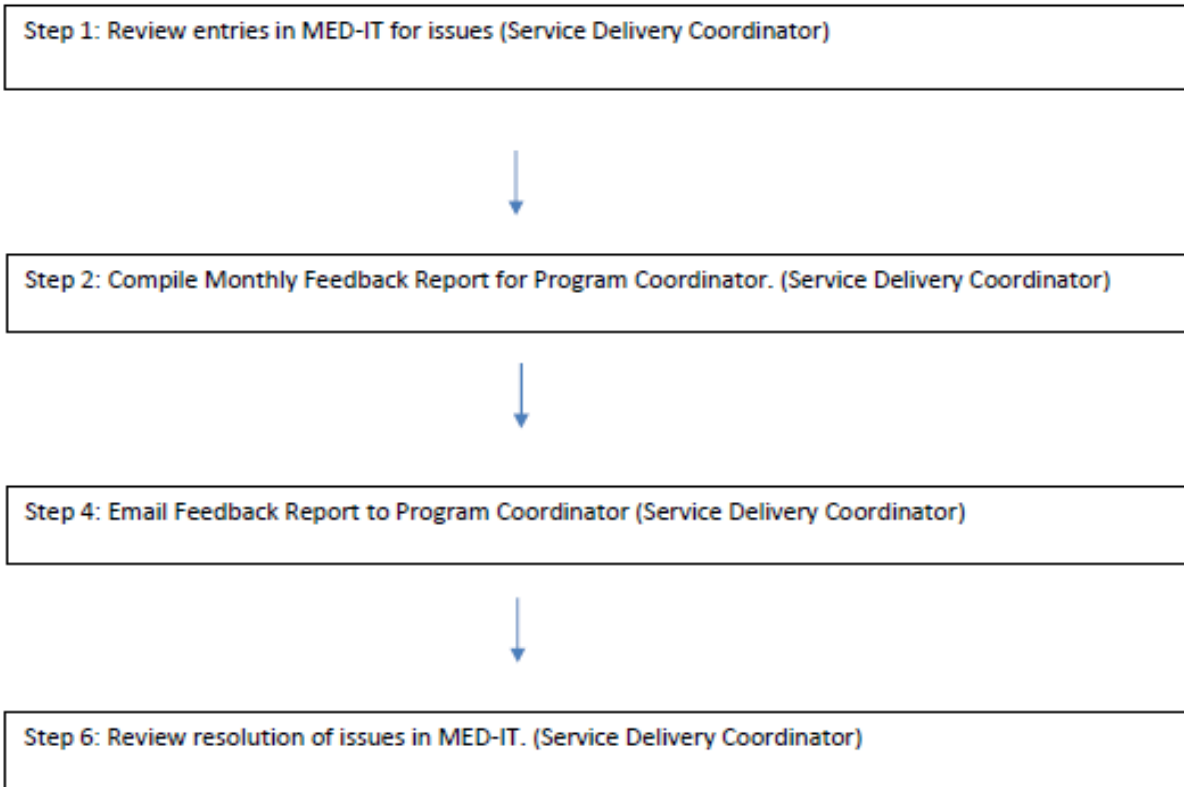 Step 1: Review entries in MED-IT for issues (Service Delivery Coordinator)
Step 2: Compile Monthly Feedback Report for Program Coordinator. (Service Delivery Coordinator)
Step 4: Email Feedback Report to Program Coordinator (Service Delivery Coordinator)
Step 6: Review resolution of issues in MED-IT. (Service Delivery Coordinator)